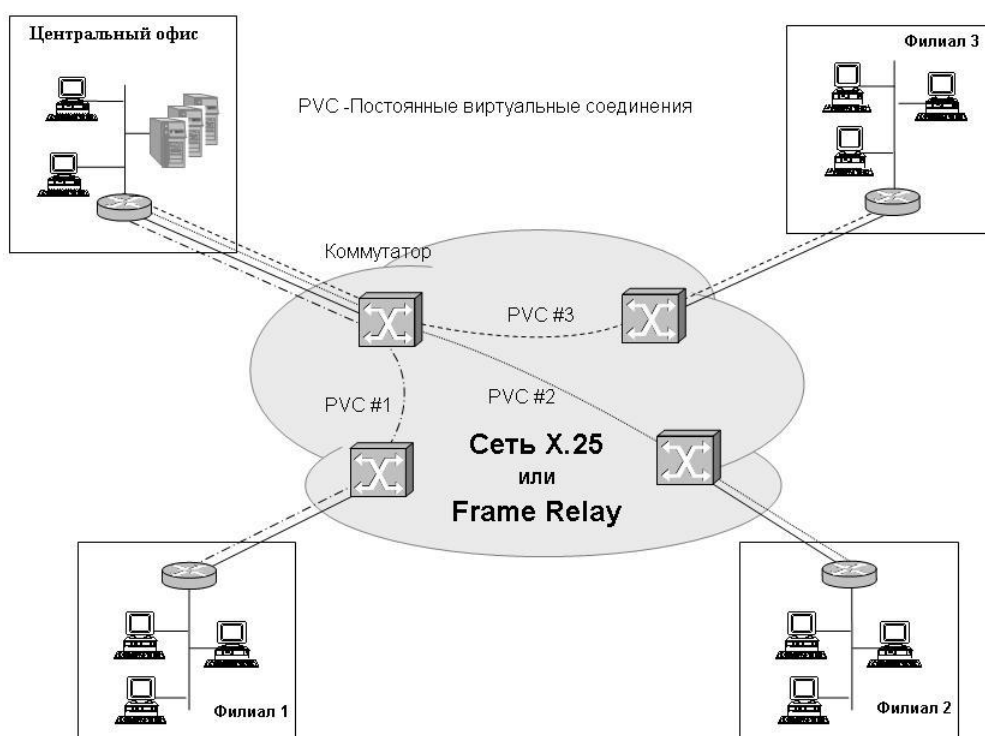 Центральный офис
Филиал 3
PVC -Постоянные виртуальные соединения
Коммутатор
PVC #3
PVC #1
PVC #2
Сеть X.25
или
Frame Relay
Филиал 1
Филиал 2